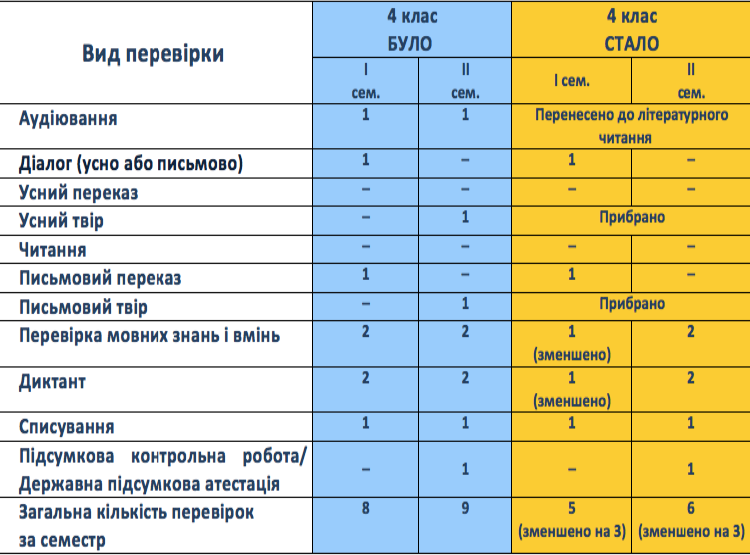 Вид перевірки
4 клас
БУЛО
4 клас
СТАЛО
І
сем.
ІІ
сем.
І сем.
ІІ
сем.
Аудіювання 1 1 Перенесено до літературного
читання
Діалог (усно або письмово) 1 – 1 –
Усний переказ – – – –
Усний твір – 1 Прибрано
Читання – – – –
Письмовий переказ 1 – 1 –
Письмовий твір – 1 Прибрано
Перевірка мовних знань і вмінь 2 2 1 2
(зменшено)
Диктант 2 2 1 2
(зменшено)
Списування 1 1 1 1
Підсумкова контрольна робота/
Державна підсумкова атестація – 1 – 1
Загальна кількість перевірок 8 9 5 6
за семестр (зменшено на 3) (зменшено на 3)